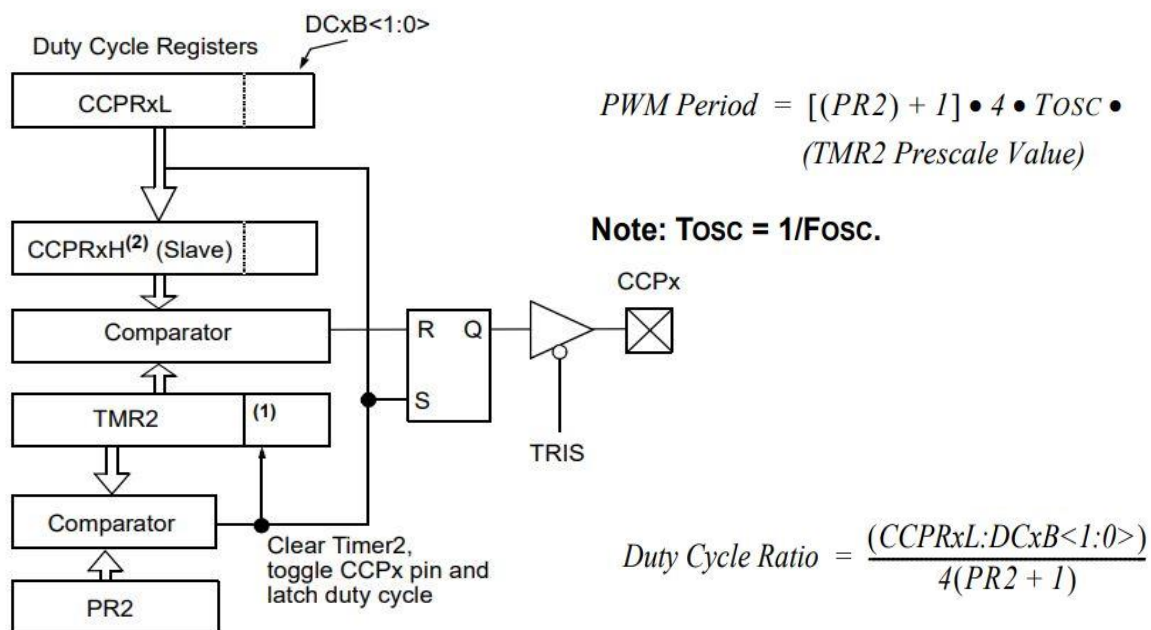 DCxB<1:0>
Duty Cycle Registers
CCPRxL
PWM Period = [(PR2) + 1] • 4 • TOSC •
(TMR2 Prescale Value)
CCPRxH(2) (Slave)
Note: TOSC = 1/FOSC.
CCPx
Comparator
R Q
S
TMR2 (1)
TRIS
Comparator
Clear Timer2,
toggle CCPx pin and
latch duty cycle
PR2
Duty Cycle Ratio = (CCPRxL:DCxB<1:0>)
4(PR2 + 1)